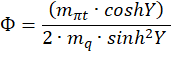 Φ = (m_πt · coshY) / (2 · m_q · sinh²Y)